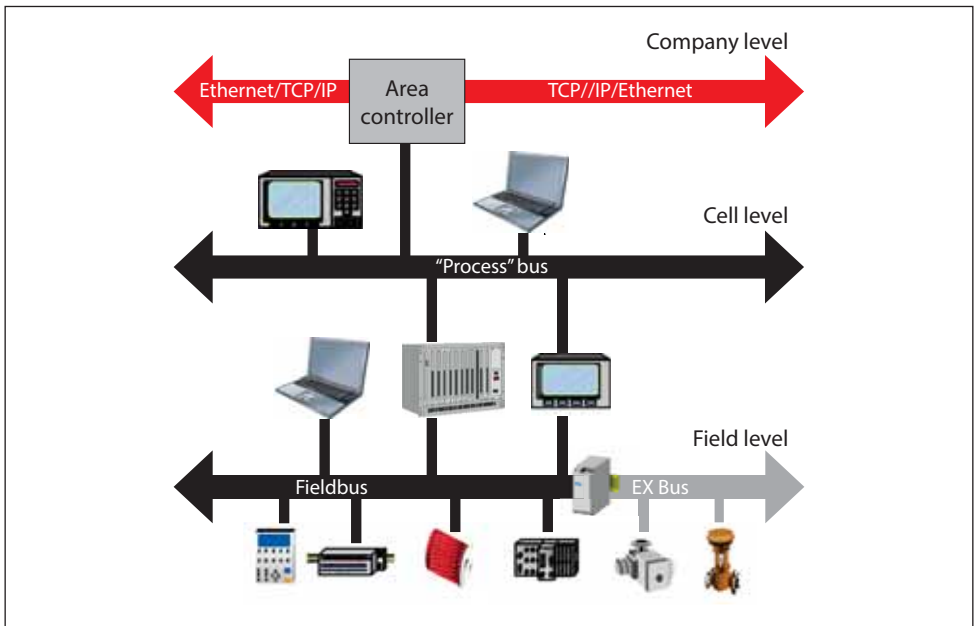 Company level
Ethernet/TCP/IP
Area
controller
TCP//IP/Ethernet
Cell level
“Process” bus
Field level
Fieldbus
EX Bus